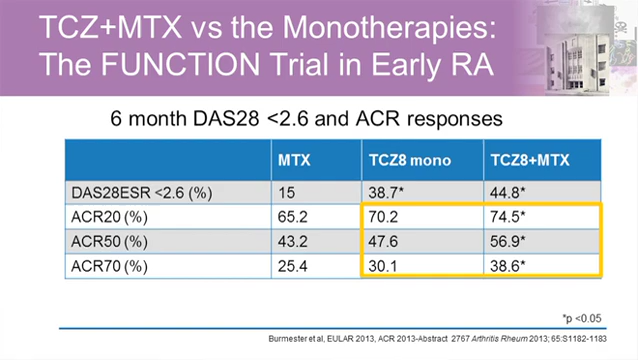 TCZ+MTX vs the Monotherapies:
The FUNCTION Trial in Early RA
6 month DAS28 <2.6 and ACR responses
MTX TCZ8 mono TCZ8+MTX
DAS28ESR <2.6 (%) 15 38.7* 44.8*
ACR20 (%) 65.2 70.2 74.5*
ACR50 (%) 43.2 47.6 56.9*
ACR70 (%) 25.4 30.1 38.6*
*p <0.05
Burmester et al, EULAR 2013, ACR 2013-Abstract 2767 Arthritis Rheum 2013; 65:S1182-1183